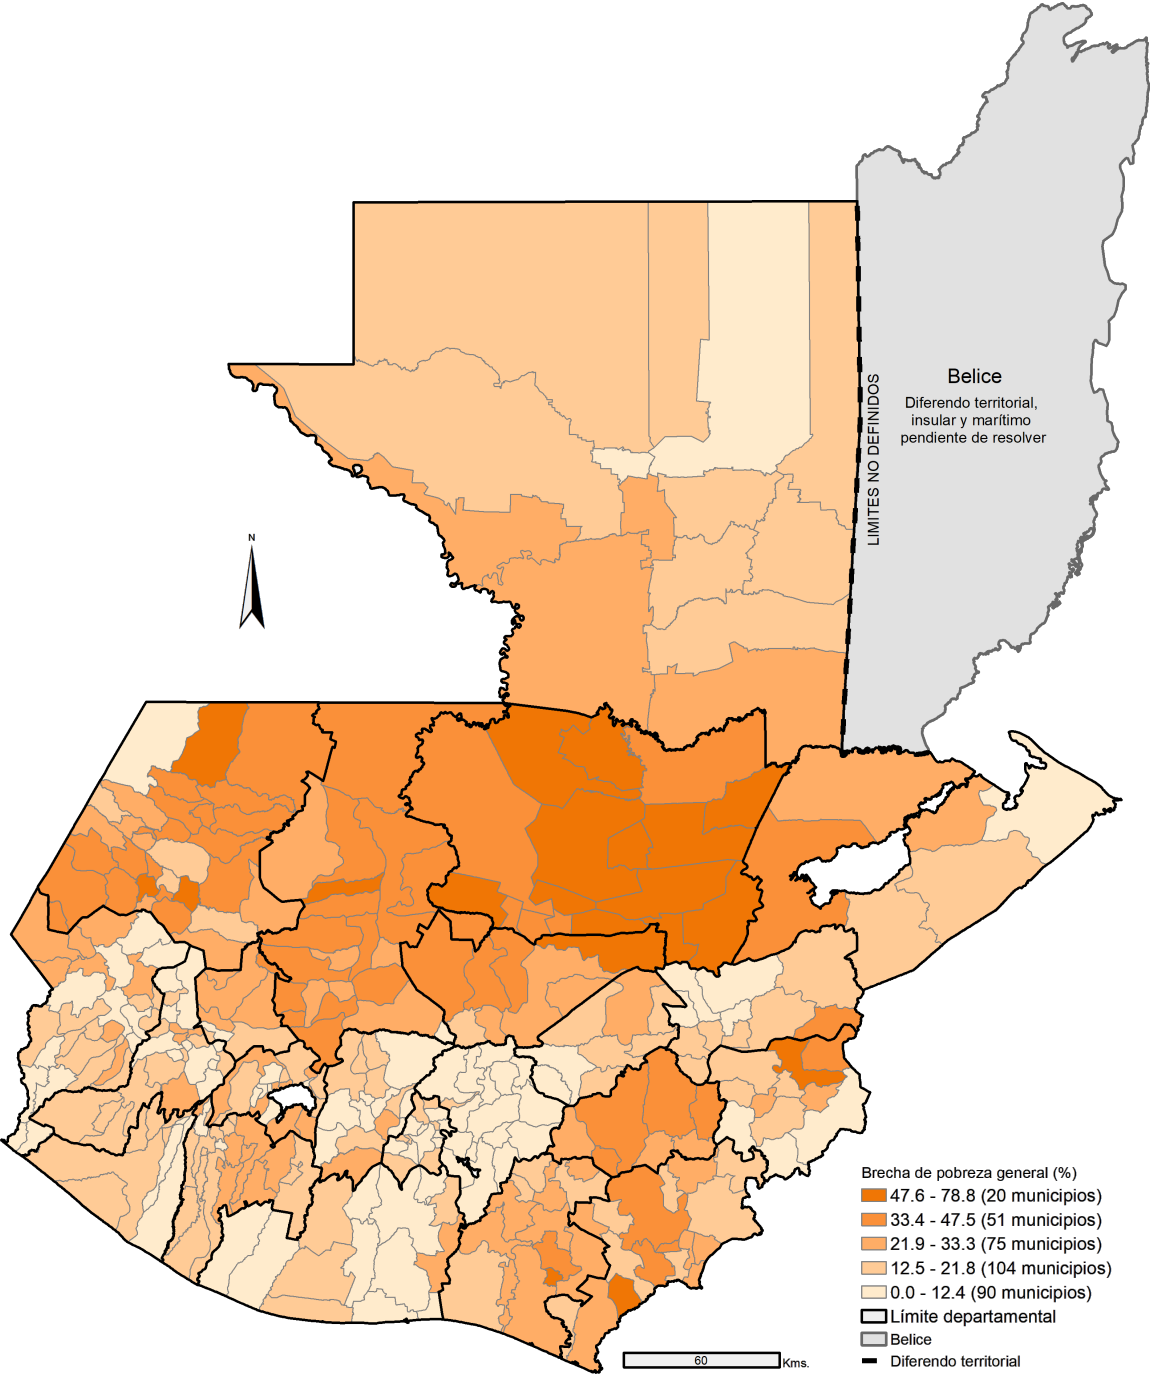 Belice
Diferendo territorial,
insular y marítimo
pendiente de resolver
LIMITES NO DEFINIDOS
N
Brecha de pobreza general (%)
47.6 - 78.8 (20 municipios)
33.4 - 47.5 (51 municipios)
21.9 - 33.3 (75 municipios)
12.5 - 21.8 (104 municipios)
0.0 - 12.4 (90 municipios)
Límite departamental
Belice
Diferendo territorial
60 Kms.